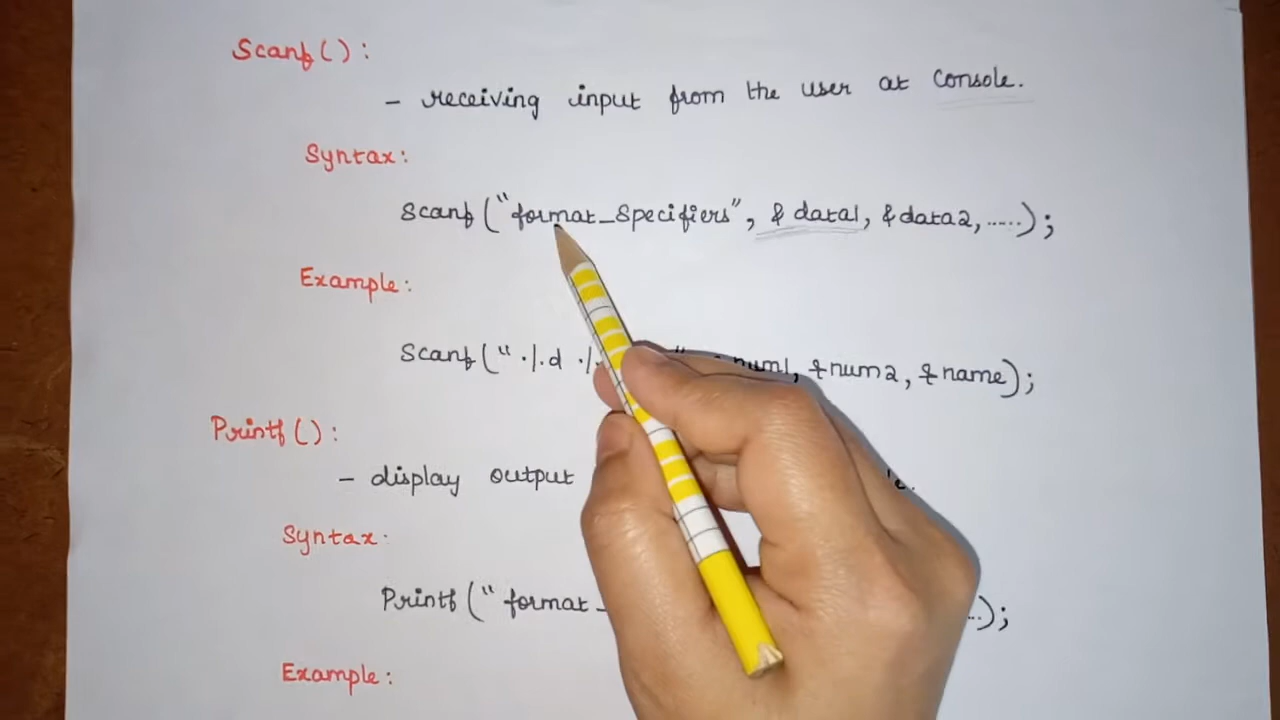 Scanf() :
- receiving input from the user at console.
Syntax:
Scanf ("format_Specifiers", & data1, & data2, .....);
Example:
Scanf (" %d num1, &num2, &name);
Printf() :
- display output
Syntax:
Printf (" format_ ..);
Example: